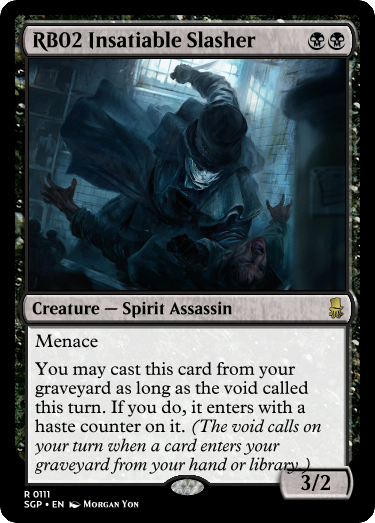 RB02 Insatiable Slasher
Creature — Spirit Assassin
Menace
You may cast this card from your
graveyard as long as the void called
this turn. If you do, it enters with a
haste counter on it. (The void calls on
your turn when a card enters your
graveyard from your hand or library.)
3/2
R 0111
SGP • EN Morgan Yon